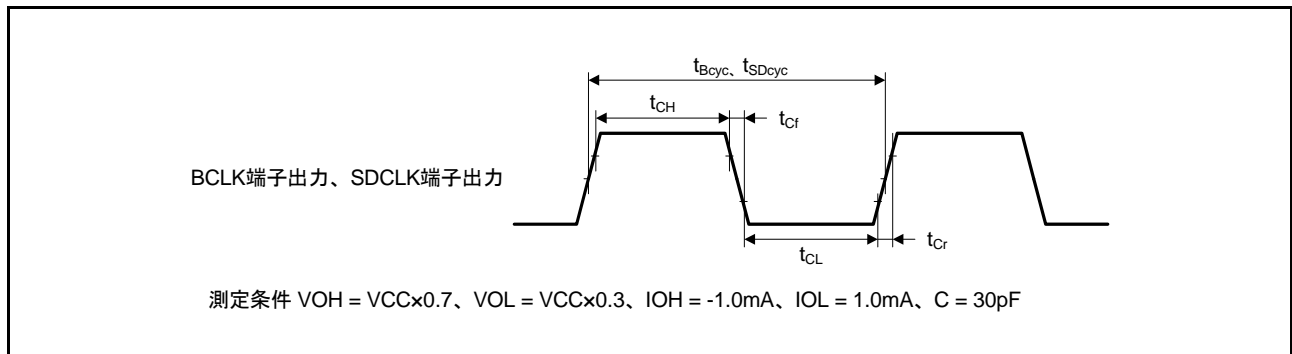 tBcyc、tSDcyc
tCH
tCf
BCLK端子出力、SDCLK端子出力
tCL
tCr
測定条件 VOH = VCC×0.7、VOL = VCC×0.3、IOH = -1.0mA、IOL = 1.0mA、C = 30pF